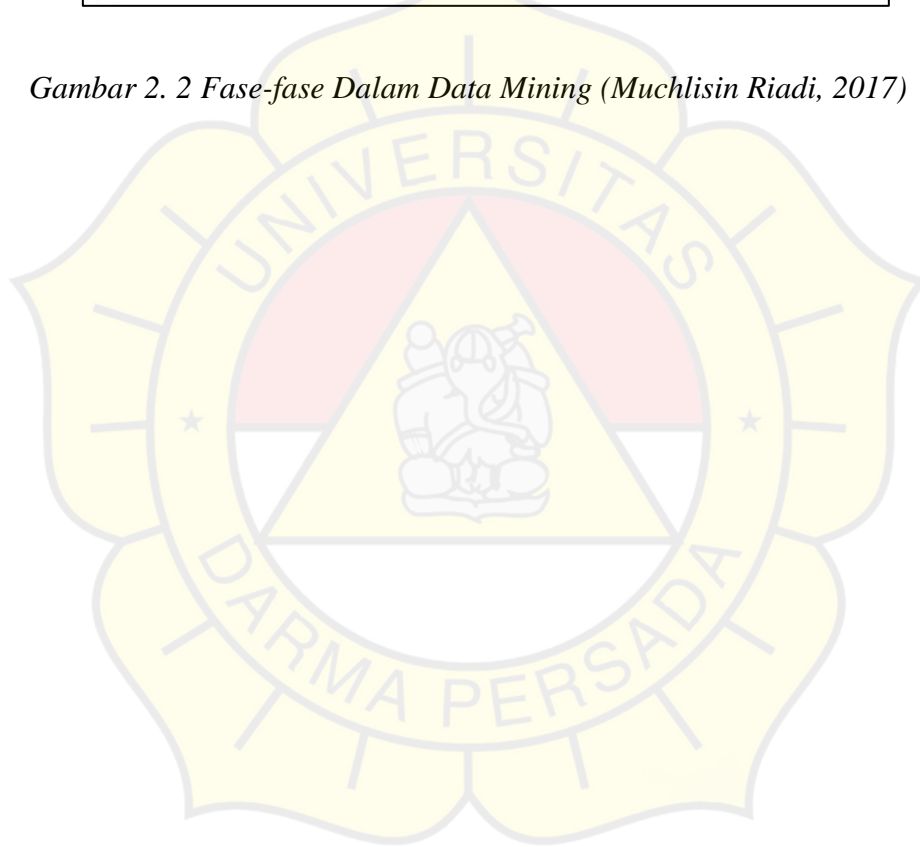 Gambar 2. 2 Fase-fase Dalam Data Mining (Muchlisin Riadi, 2017)
UNIVERSITAS
DARMA PERSADA